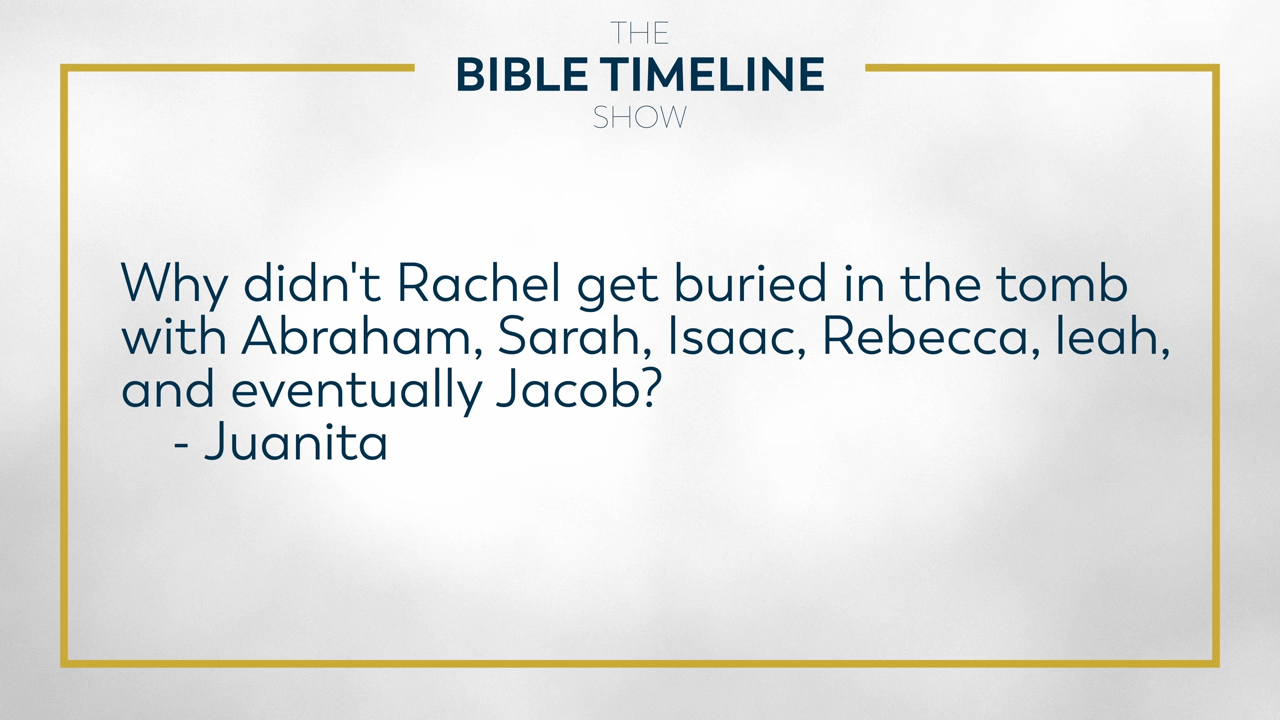 THE
BIBLE TIMELINE
SHOW
Why didn't Rachel get buried in the tomb
with Abraham, Sarah, Isaac, Rebecca, leah,
and eventually Jacob?
- Juanita